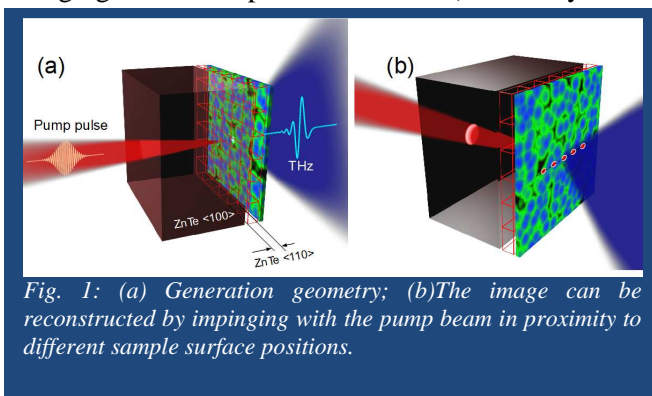 (a)
(b)
Pump pulse
THz
ZnTe <100>
ZnTe <110>
Fig. 1: (a) Generation geometry; (b)The image can be
reconstructed by impinging with the pump beam in proximity to
different sample surface positions.